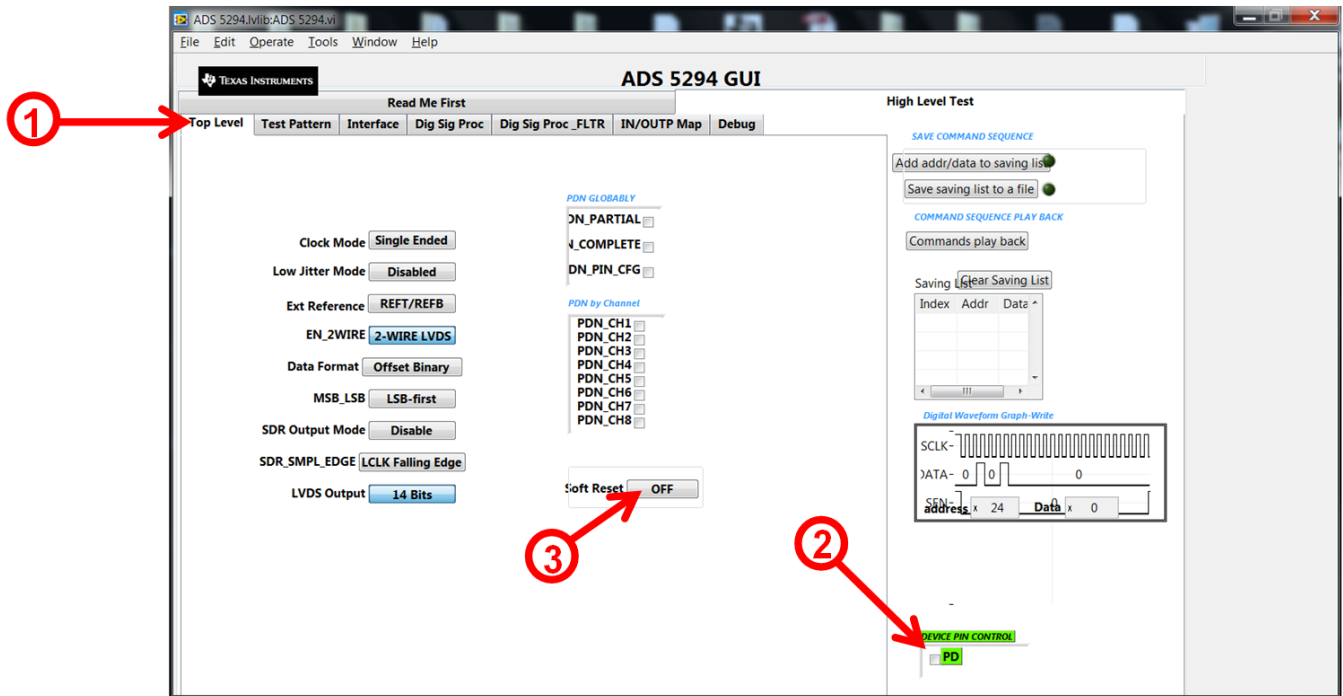 ADS 5294.lvlib:ADS 5294.vi
File Edit Operate Tools Window Help
TEXAS INSTRUMENTS
ADS 5294 GUI
Read Me First
High Level Test
1
Top Level Test Pattern Interface Dig Sig Proc Dig Sig Proc _FLTR IN/OUTP Map Debug
SAVE COMMAND SEQUENCE
Add addr/data to saving list
Save saving list to a file
COMMAND SEQUENCE PLAY BACK
Commands play back
Saving List
Clear Saving List
Index Addr Data
PDN GLOBABLY
DN_PARTIAL
N_COMPLETE
DN_PIN_CFG
Clock Mode Single Ended
Low Jitter Mode Disabled
Ext Reference REFT/REFB
EN_2WIRE 2-WIRE LVDS
Data Format Offset Binary
MSB_LSB LSB-first
SDR Output Mode Disable
SDR_SMPL_EDGE LCLK Falling Edge
LVDS Output 14 Bits
PDN by Channel
PDN_CH1
PDN_CH2
PDN_CH3
PDN_CH4
PDN_CH5
PDN_CH6
PDN_CH7
PDN_CH8
Soft Reset OFF
3
Digital Waveform Graph-Write
SCLK-
DATA- 0 0 0
SEN- 0
address x 24 Data x 0
2
DEVICE PIN CONTROL
PD